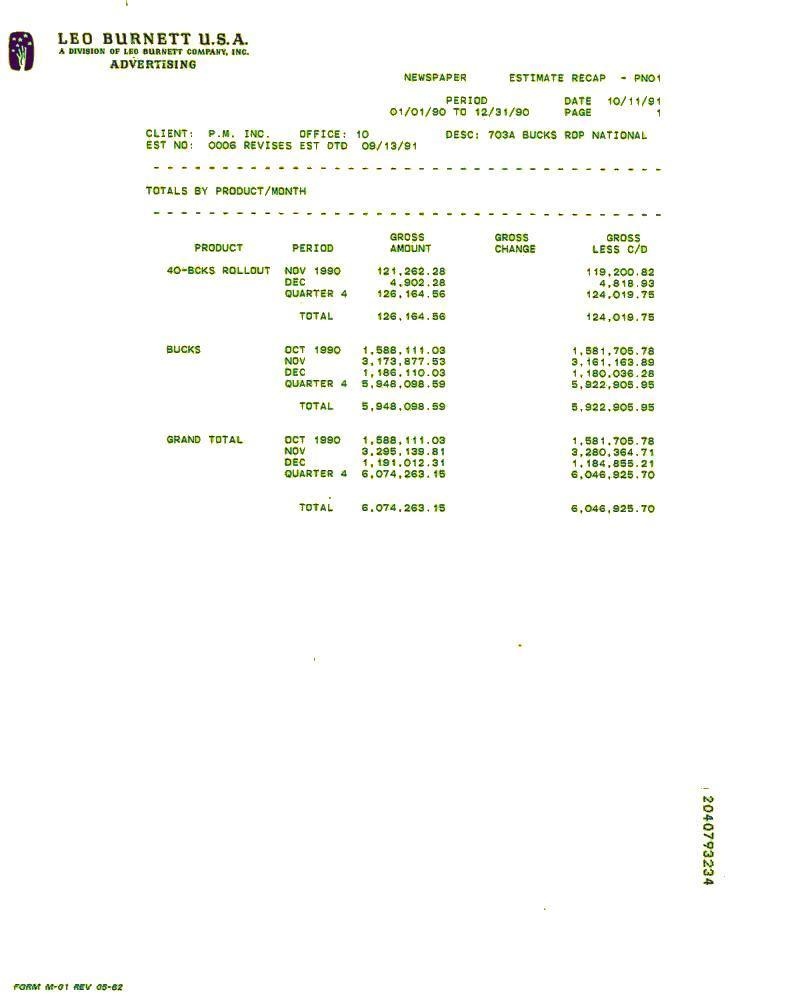 LEO BURNETT U.S.A.
A DIVISION OF LEO BURNETT COMPANY, INC.
ADVERTISING
NEWSPAPER ESTIMATE RECAP - PNO1
PERIOD DATE 10/11/91
01/01/90 TO 12/31/90 PAGE 1
CLIENT: P.M. INC. OFFICE: 10 DESC: 703A BUCKS ROP NATIONAL
EST NO: 0006 REVISES EST DTD 09/13/91
TOTALS BY PRODUCT/MONTH
GROSS GROSS GROSS
PRODUCT PERIOD AMOUNT CHANGE LESS C/D
40-BCKS ROLLOUT NOV 1990 121,262.28 119,200.82
DEC 4,902.28 4,818.93
QUARTER 4 126,164.56 124,019.75
TOTAL 126,164.56 124,019.75
BUCKS OCT 1990 1,588,111.03 1,581,705.78
NOV 3,173,877.53 3,161,163.89
DEC 1,186,110.03 1,180,036.28
QUARTER 4 5,948,098.59 5,922,905.95
TOTAL 5,948,098.59 5,922,905.95
GRAND TOTAL OCT 1990 1,588,111.03 1,581,705.78
NOV 3,295,139.81 3,280,364.71
DEC 1,191,012.31 1,184,855.21
QUARTER 4 6,074,263.15 6,046,925.70
TOTAL 6,074,263.15 6,046,925.70
2040793234
FORM M-01 REV 05-82